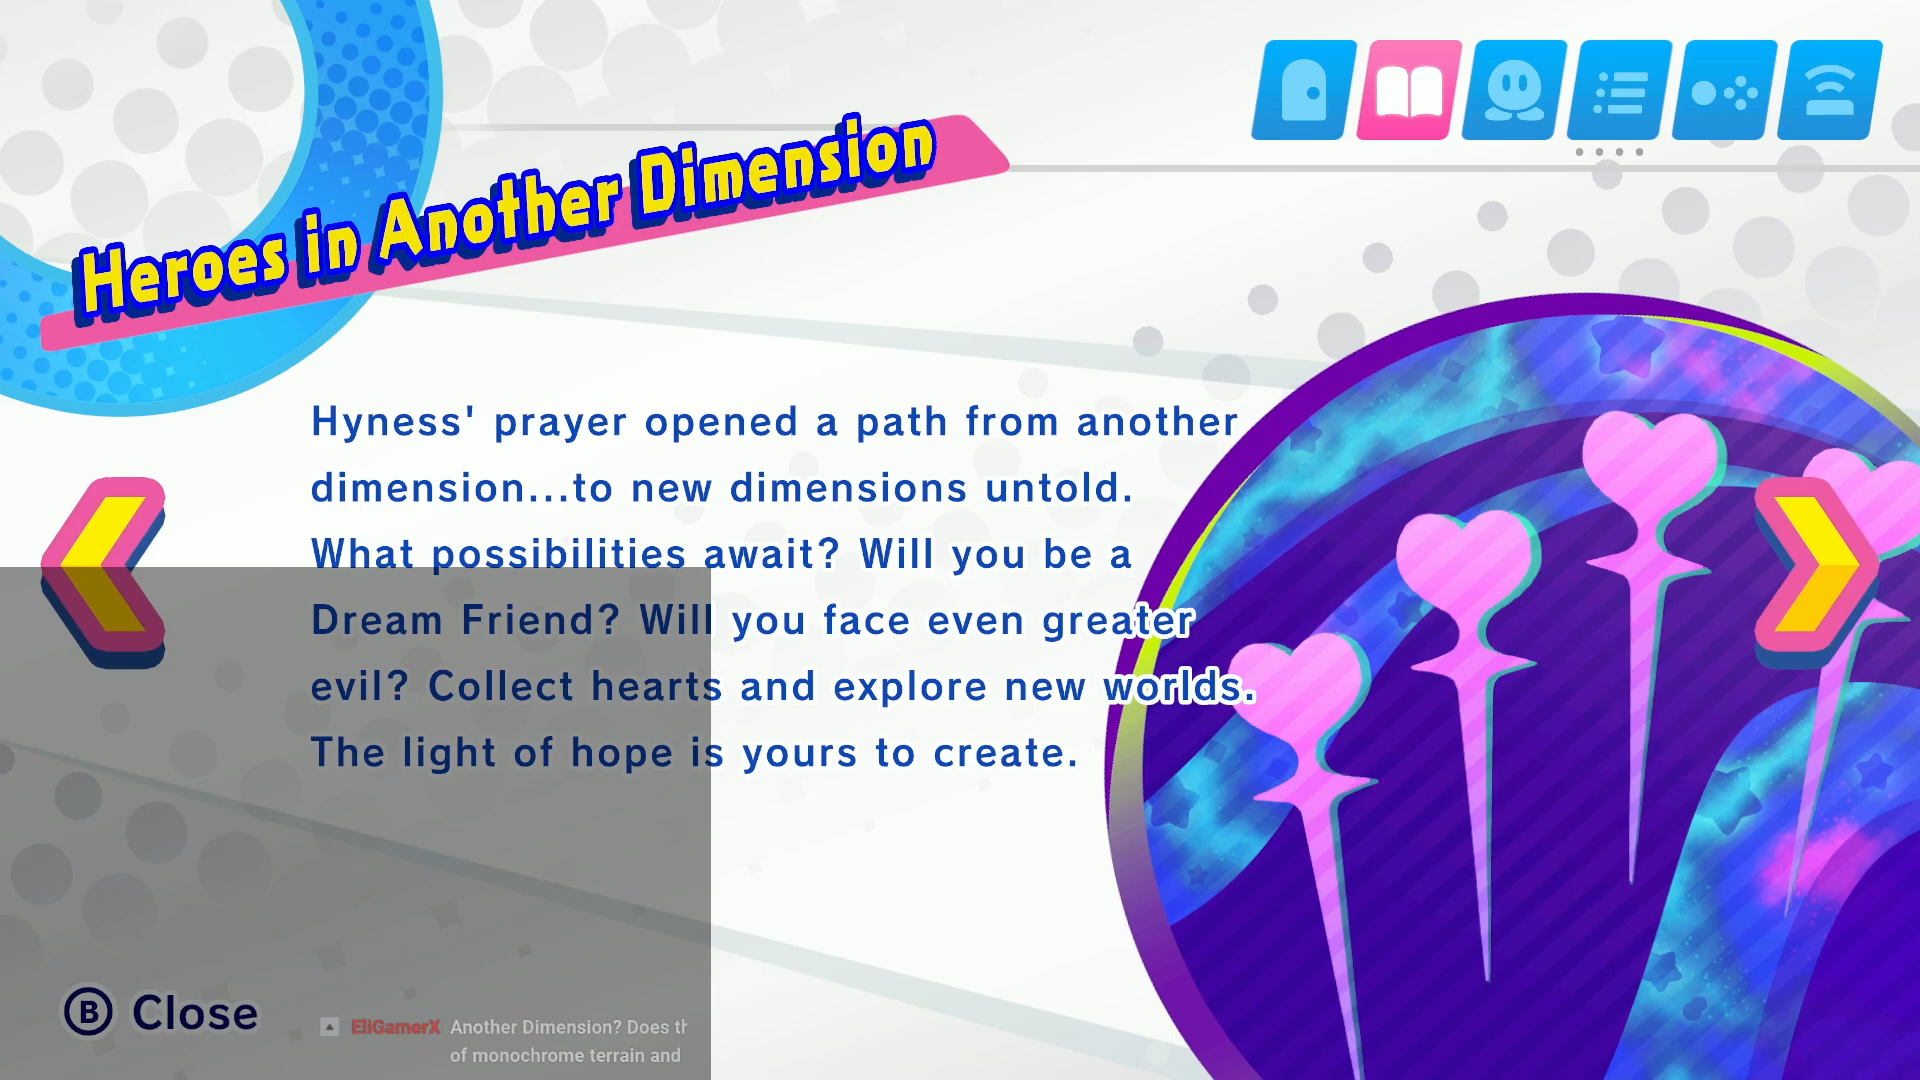 Heroes in Another Dimension
Hyness' prayer opened a path from another
dimension...to new dimensions untold.
What possibilities await? Will you be a
Dream Friend? Will you face even greater
evil? Collect hearts and explore new worlds.
The light of hope is yours to create.
B Close
EliGamerX Another Dimension? Does
of monochrome terrain and